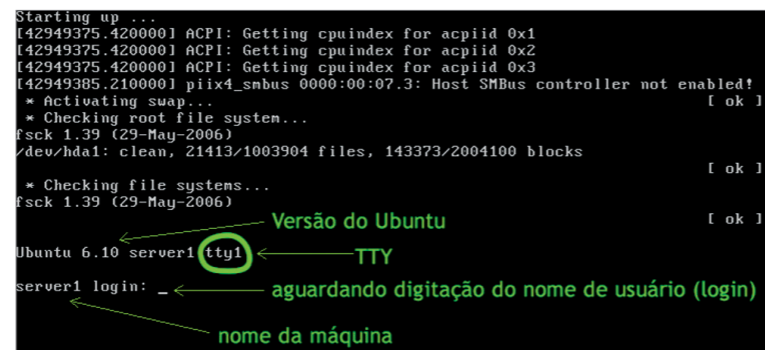 Starting up ...
[42949375.420000] ACPI: Getting cpuindex for acpiid 0x1
[42949375.420000] ACPI: Getting cpuindex for acpiid 0x2
[42949375.420000] ACPI: Getting cpuindex for acpiid 0x3
[42949385.210000] piix4_smbus 0000:00:07.3: Host SMBus controller not enabled!
* Activating swap... [ ok ]
* Checking root file system...
fsck 1.39 (29-May-2006)
/dev/hda1: clean, 21413/1003904 files, 143373/2004100 blocks
[ ok ]
* Checking file systems...
fsck 1.39 (29-May-2006)
[ ok ]
Versão do Ubuntu
Ubuntu 6.10 server1 tty1 TTY
server1 login: _ aguardando digitação do nome de usuário (login)
nome da máquina